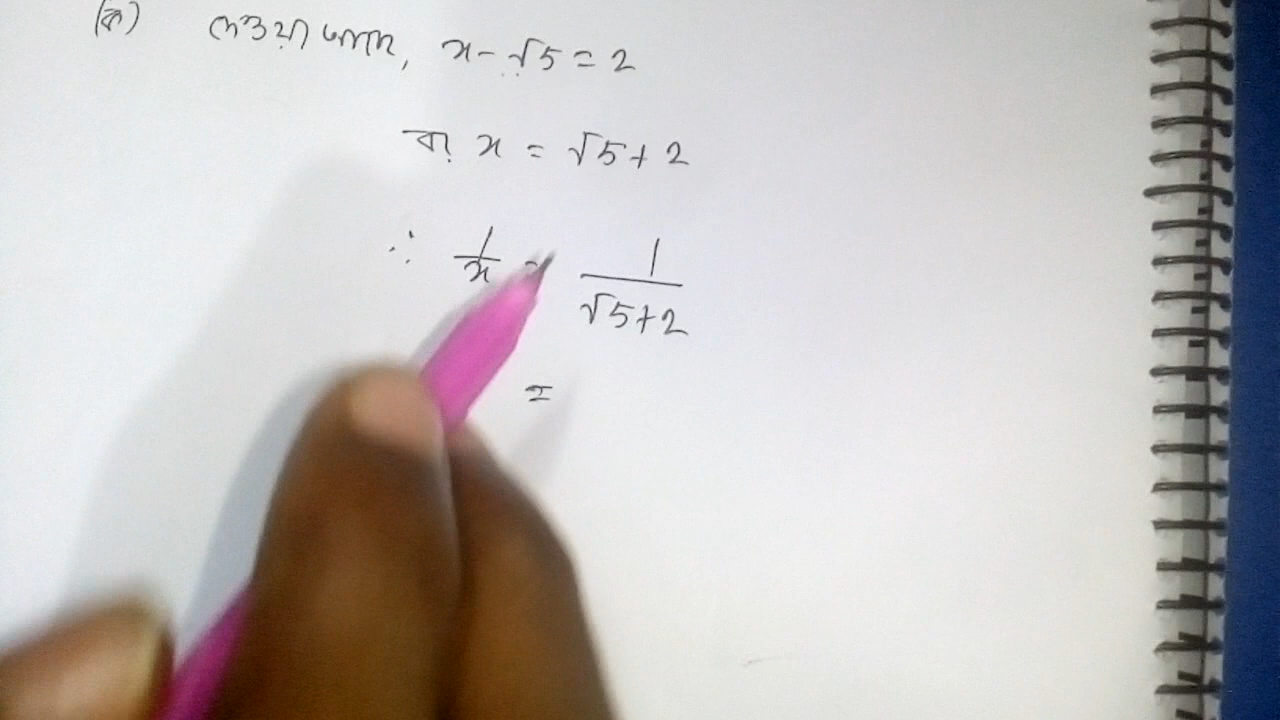 (ক) দেওয়া আছে, x - √5 = 2
বা, x = √5 + 2
∴ 1/x = 1/(√5+2)
=